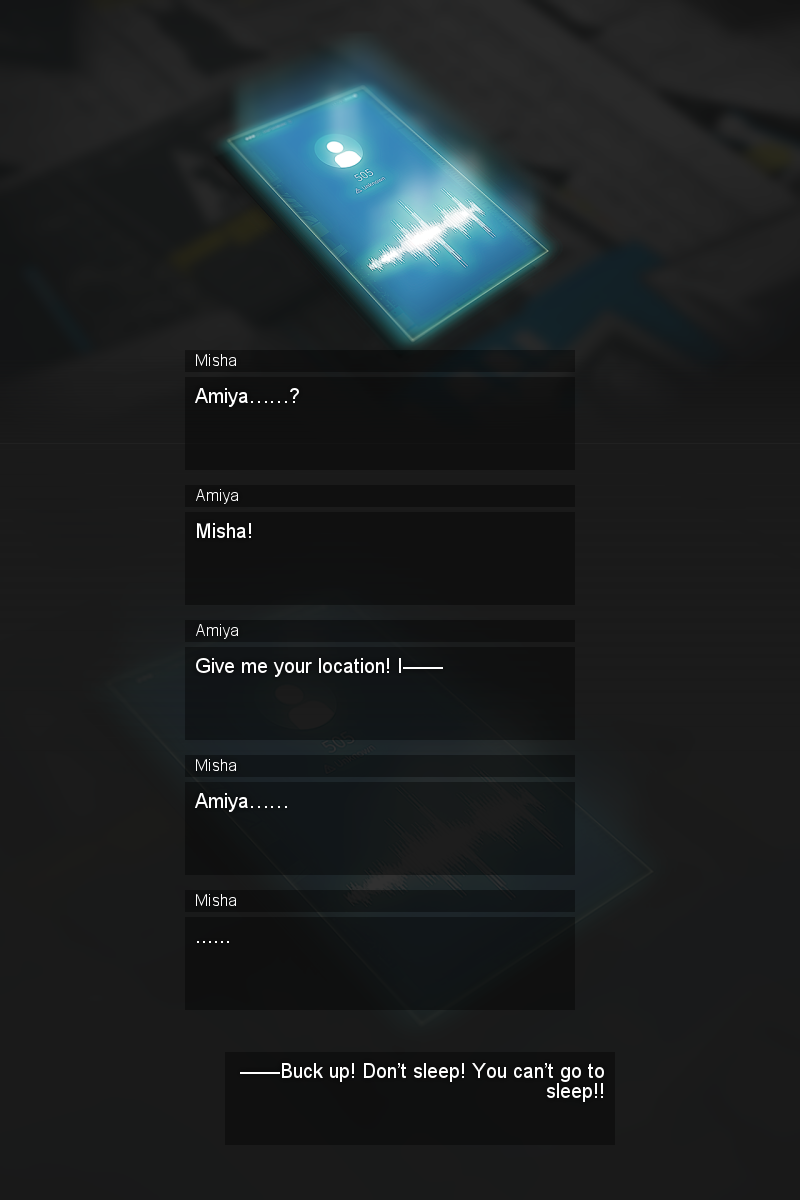 505
Unknown
Misha
Amiya……?
Amiya
Misha!
Amiya
Give me your location! I——
Misha
Amiya……
Misha
……
——Buck up! Don't sleep! You can't go to
sleep!!